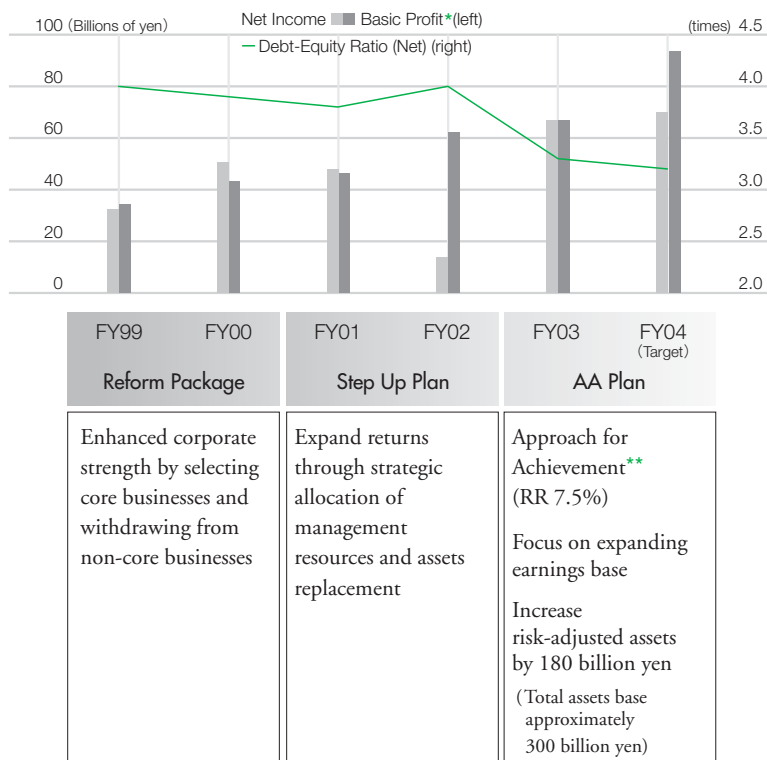 100 (Billions of yen)
Net Income Basic Profit*(left)
(times) 4.5
Debt-Equity Ratio (Net) (right)
80 4.0
60 3.5
40 3.0
20 2.5
0 2.0
FY99 FY00 FY01 FY02 FY03 FY04
(Target)
Reform Package Step Up Plan AA Plan
Enhanced corporate
strength by selecting
core businesses and
withdrawing from
non-core businesses
Expand returns
through strategic
allocation of
management
resources and assets
replacement
Approach for
Achievement**
(RR 7.5%)
Focus on expanding
earnings base
Increase
risk-adjusted assets
by 180 billion yen
(Total assets base
approximately
300 billion yen)